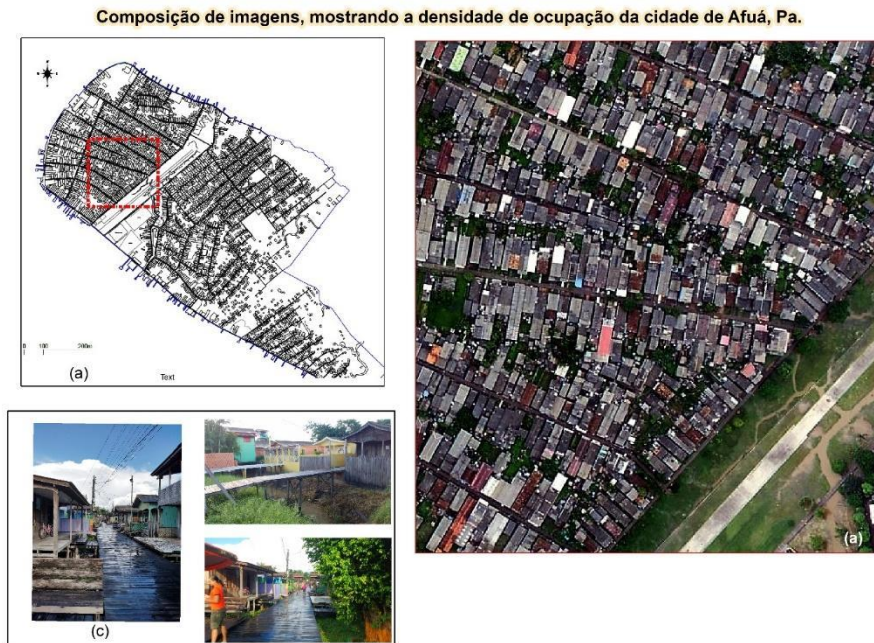 Composição de imagens, mostrando a densidade de ocupação da cidade de Afuá, Pa.
0 100 200m
(a)
Text
(a)
(c)